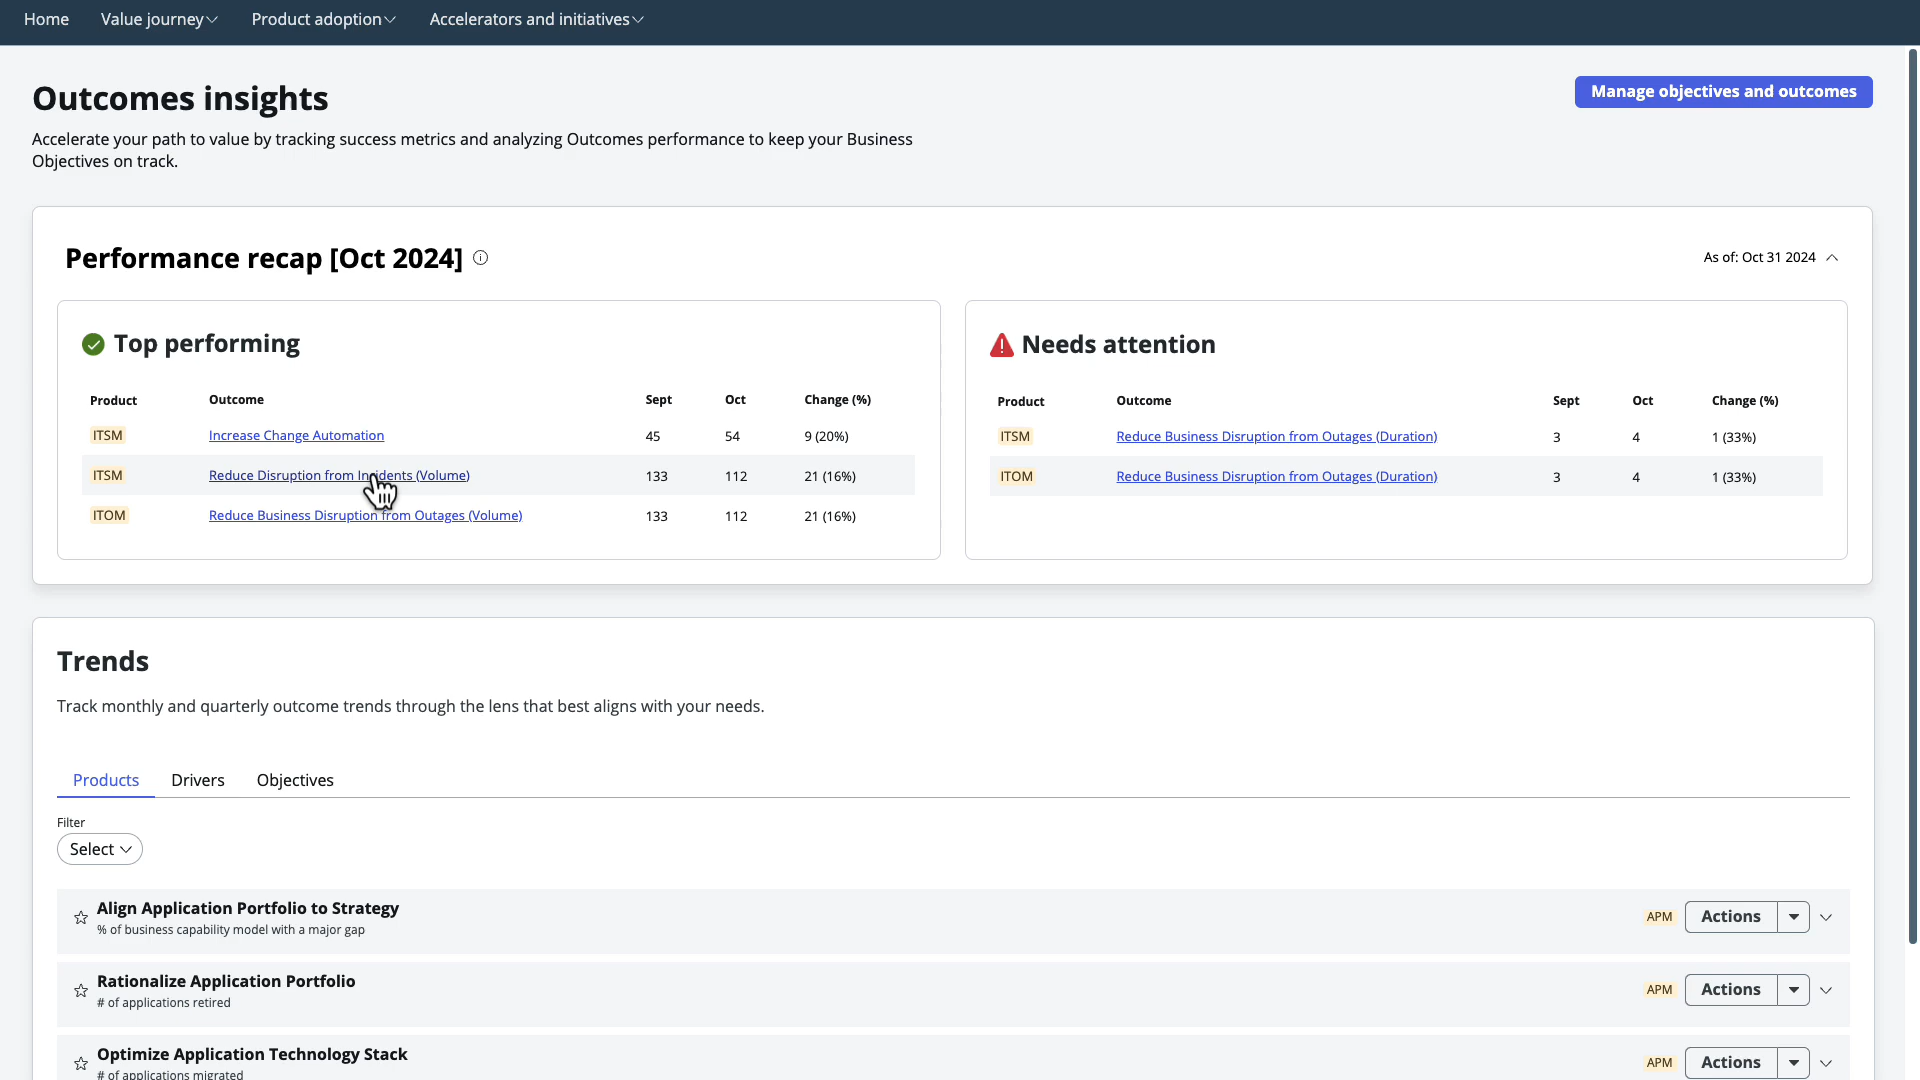 Home Value journey Product adoption Accelerators and initiatives
Outcomes insights
Manage objectives and outcomes
Accelerate your path to value by tracking success metrics and analyzing Outcomes performance to keep your Business
Objectives on track.
Performance recap [Oct 2024]
As of: Oct 31 2024
Top performing
Product Outcome Sept Oct Change (%)
ITSM Increase Change Automation 45 54 9 (20%)
ITSM Reduce Disruption from Incidents (Volume) 133 112 21 (16%)
ITOM Reduce Business Disruption from Outages (Volume) 133 112 21 (16%)
Needs attention
Product Outcome Sept Oct Change (%)
ITSM Reduce Business Disruption from Outages (Duration) 3 4 1 (33%)
ITOM Reduce Business Disruption from Outages (Duration) 3 4 1 (33%)
Trends
Track monthly and quarterly outcome trends through the lens that best aligns with your needs.
Products Drivers Objectives
Filter
Select
Align Application Portfolio to Strategy
% of business capability model with a major gap
APM Actions
Rationalize Application Portfolio
# of applications retired
APM Actions
Optimize Application Technology Stack
# of applications migrated
APM Actions